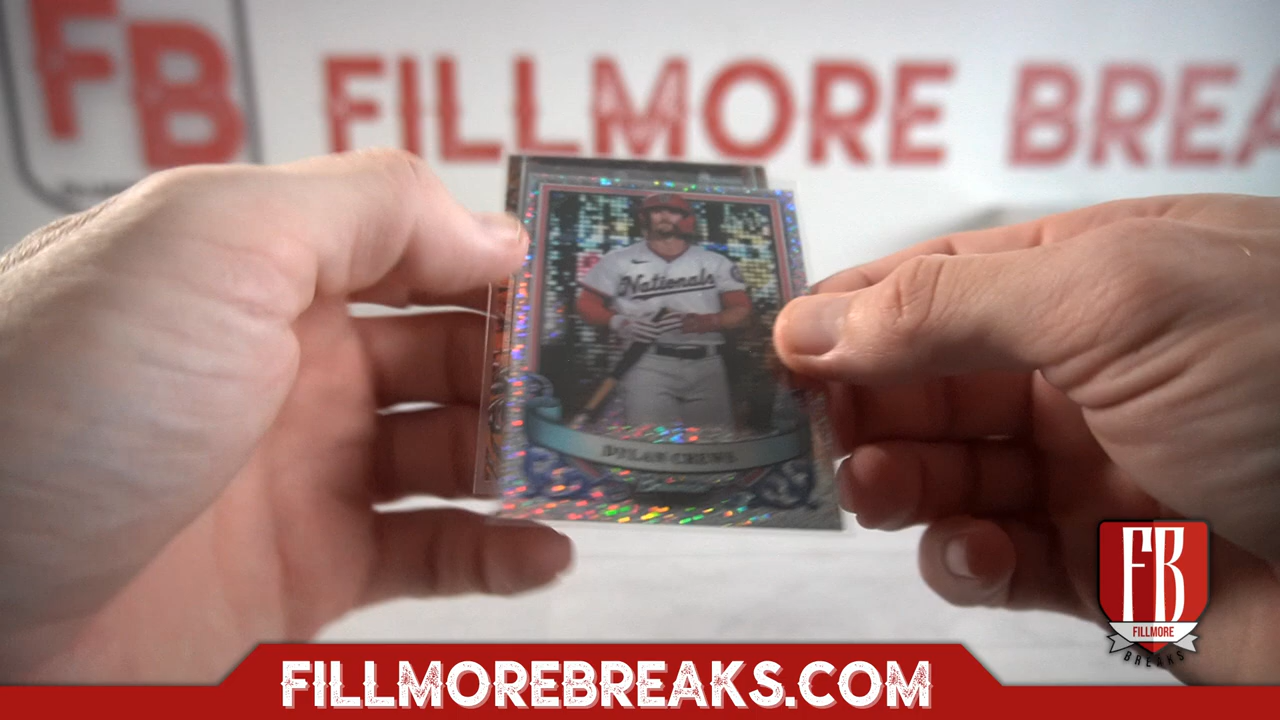 FB
FILLMORE BREA
Nationals
DYLAN CREWS
FB
FILLMORE
BREAKS
FILLMOREBREAKS.COM